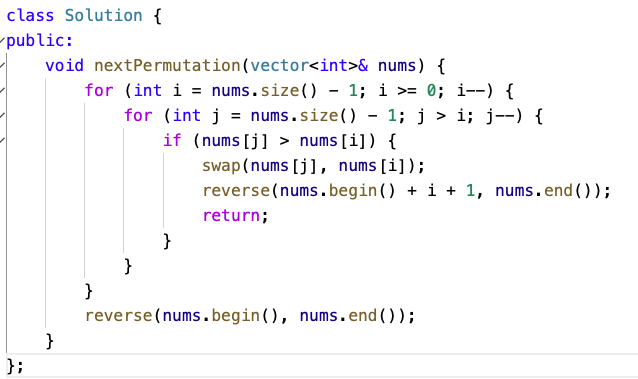 class Solution {
public:
    void nextPermutation(vector<int>& nums) {
        for (int i = nums.size() - 1; i >= 0; i--) {
            for (int j = nums.size() - 1; j > i; j--) {
                if (nums[j] > nums[i]) {
                    swap(nums[j], nums[i]);
                    reverse(nums.begin() + i + 1, nums.end());
                    return;
                }
            }
        }
        reverse(nums.begin(), nums.end());
    }
};